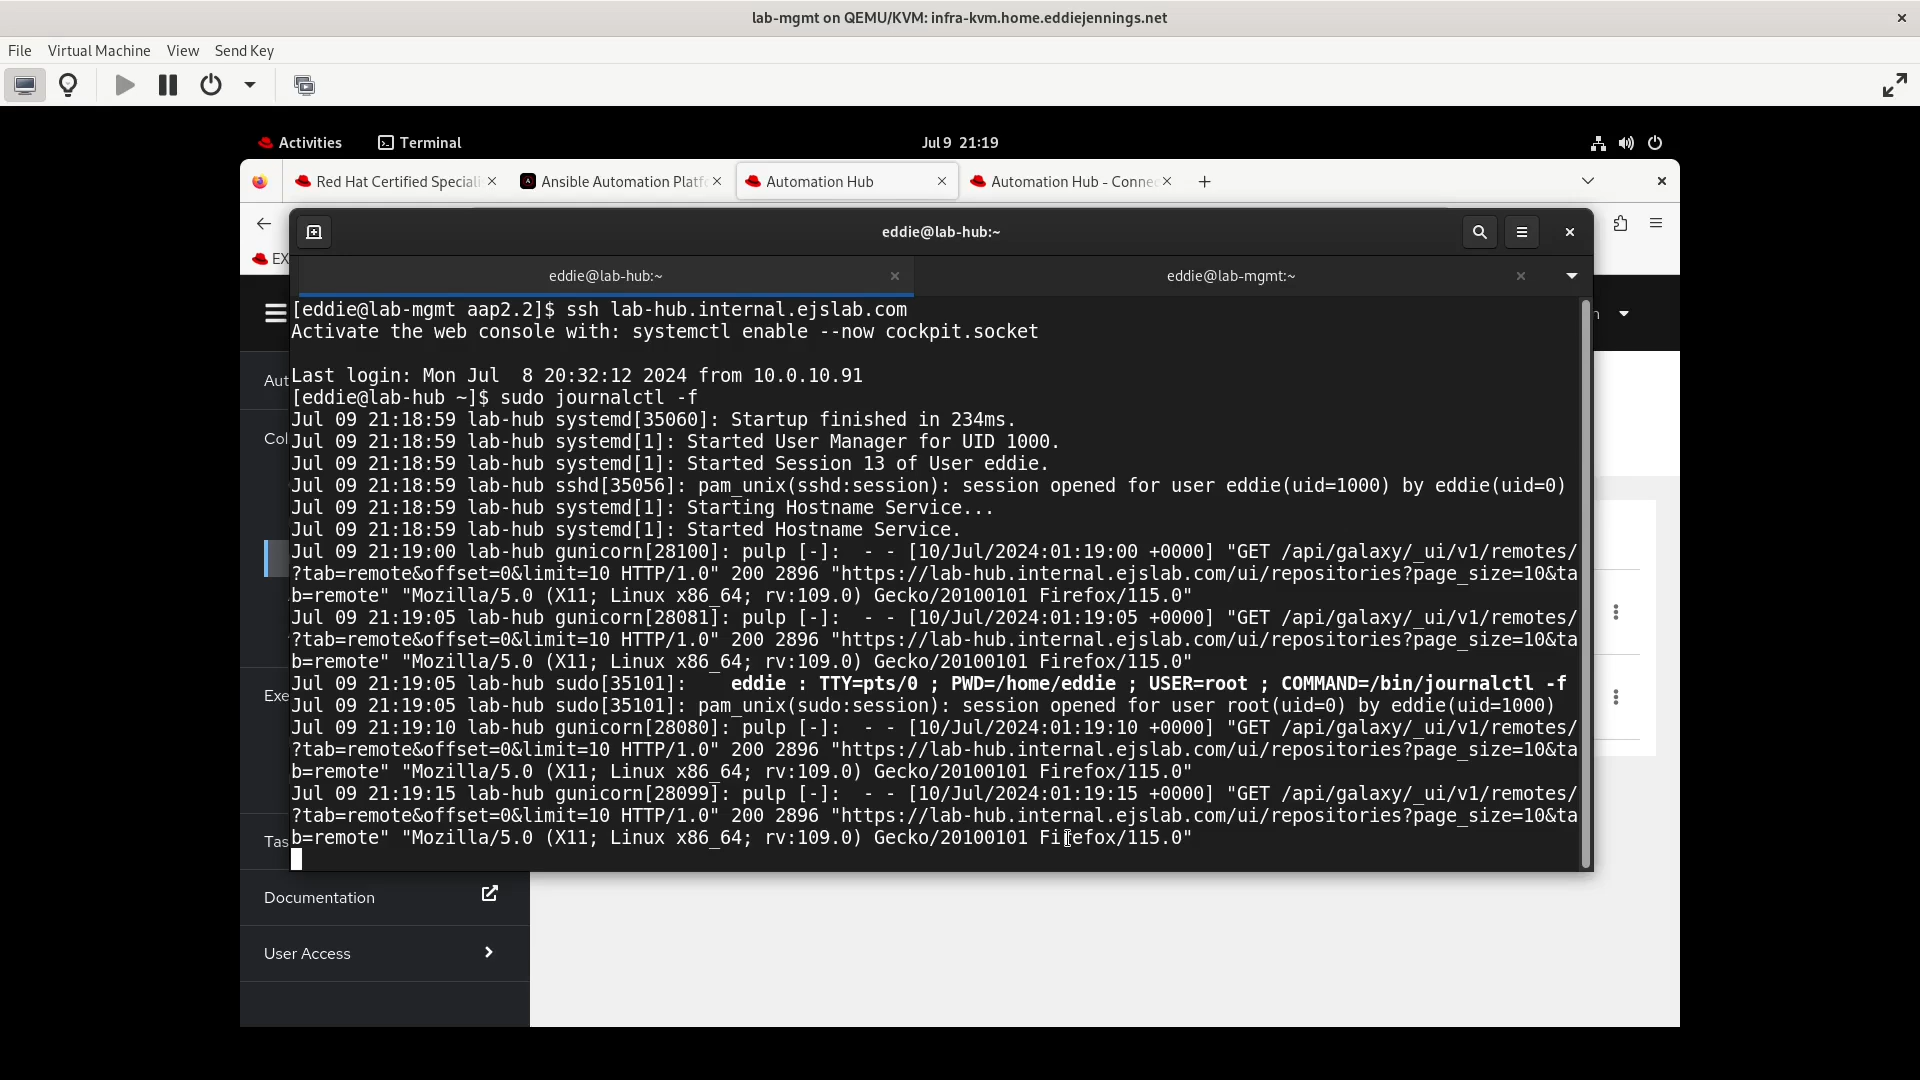 lab-mgmt on QEMU/KVM: infra-kvm.home.eddiejennings.net
File Virtual Machine View Send Key
Activities Terminal Jul 9 21:19
Red Hat Certified Speciali Ansible Automation Platf Automation Hub Automation Hub - Connec
eddie@lab-hub:~
EX
eddie@lab-hub:~ eddie@lab-mgmt:~
[eddie@lab-mgmt aap2.2]$ ssh lab-hub.internal.ejslab.com
Activate the web console with: systemctl enable --now cockpit.socket
Last login: Mon Jul  8 20:32:12 2024 from 10.0.10.91
[eddie@lab-hub ~]$ sudo journalctl -f
Jul 09 21:18:59 lab-hub systemd[35060]: Startup finished in 234ms.
Jul 09 21:18:59 lab-hub systemd[1]: Started User Manager for UID 1000.
Jul 09 21:18:59 lab-hub systemd[1]: Started Session 13 of User eddie.
Jul 09 21:18:59 lab-hub sshd[35056]: pam_unix(sshd:session): session opened for user eddie(uid=1000) by eddie(uid=0)
Jul 09 21:18:59 lab-hub systemd[1]: Starting Hostname Service...
Jul 09 21:18:59 lab-hub systemd[1]: Started Hostname Service.
Jul 09 21:19:00 lab-hub gunicorn[28100]: pulp [-]:  - - [10/Jul/2024:01:19:00 +0000] "GET /api/galaxy/_ui/v1/remotes/
?tab=remote&offset=0&limit=10 HTTP/1.0" 200 2896 "https://lab-hub.internal.ejslab.com/ui/repositories?page_size=10&ta
b=remote" "Mozilla/5.0 (X11; Linux x86_64; rv:109.0) Gecko/20100101 Firefox/115.0"
Jul 09 21:19:05 lab-hub gunicorn[28081]: pulp [-]:  - - [10/Jul/2024:01:19:05 +0000] "GET /api/galaxy/_ui/v1/remotes/
?tab=remote&offset=0&limit=10 HTTP/1.0" 200 2896 "https://lab-hub.internal.ejslab.com/ui/repositories?page_size=10&ta
b=remote" "Mozilla/5.0 (X11; Linux x86_64; rv:109.0) Gecko/20100101 Firefox/115.0"
Jul 09 21:19:05 lab-hub sudo[35101]:    eddie : TTY=pts/0 ; PWD=/home/eddie ; USER=root ; COMMAND=/bin/journalctl -f
Jul 09 21:19:05 lab-hub sudo[35101]: pam_unix(sudo:session): session opened for user root(uid=0) by eddie(uid=1000)
Jul 09 21:19:10 lab-hub gunicorn[28080]: pulp [-]:  - - [10/Jul/2024:01:19:10 +0000] "GET /api/galaxy/_ui/v1/remotes/
?tab=remote&offset=0&limit=10 HTTP/1.0" 200 2896 "https://lab-hub.internal.ejslab.com/ui/repositories?page_size=10&ta
b=remote" "Mozilla/5.0 (X11; Linux x86_64; rv:109.0) Gecko/20100101 Firefox/115.0"
Jul 09 21:19:15 lab-hub gunicorn[28099]: pulp [-]:  - - [10/Jul/2024:01:19:15 +0000] "GET /api/galaxy/_ui/v1/remotes/
?tab=remote&offset=0&limit=10 HTTP/1.0" 200 2896 "https://lab-hub.internal.ejslab.com/ui/repositories?page_size=10&ta
b=remote" "Mozilla/5.0 (X11; Linux x86_64; rv:109.0) Gecko/20100101 Firefox/115.0"
Aut
Col
Exe
Tas
Documentation
User Access